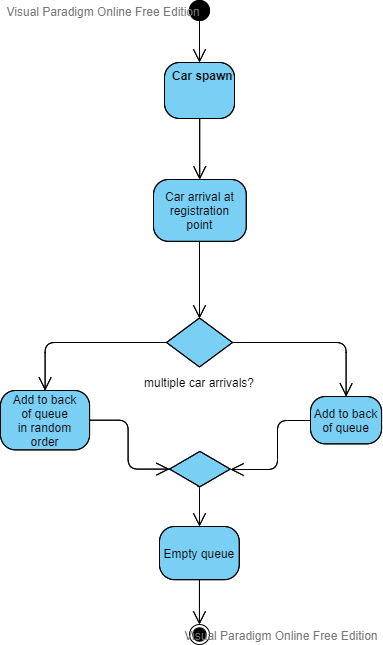 Visual Paradigm Online Free Edition
Car spawn
Car arrival at
registration
point
multiple car arrivals?
Add to back
of queue
in random
order
Add to back
of queue
Empty queue
Visual Paradigm Online Free Edition